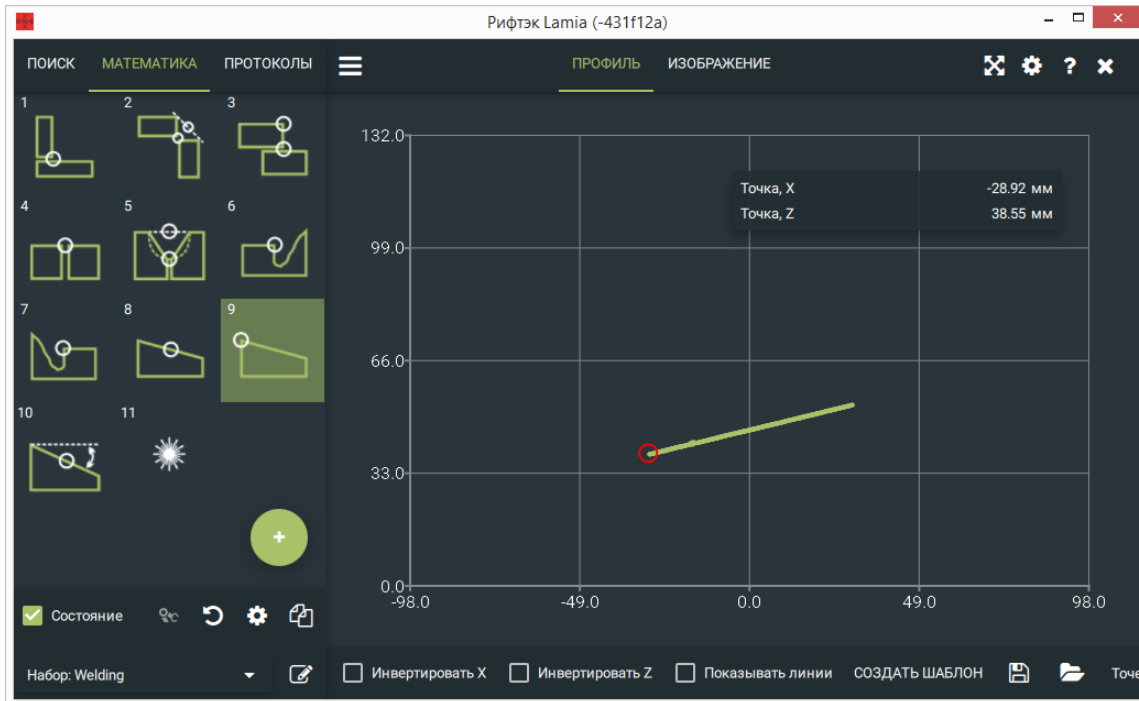 Рифтэк Lamia (-431f12a)
ПОИСК МАТЕМАТИКА ПРОТОКОЛЫ
ПРОФИЛЬ ИЗОБРАЖЕНИЕ
?
1 2 3
4 5 6
7 8 9
10 11
+
132.0
99.0
66.0
33.0
0.0
-98.0 -49.0 0.0 49.0 98.0
Точка, X -28.92 мм
Точка, Z 38.55 мм
Состояние
Набор: Welding
Инвертировать X Инвертировать Z Показывать линии СОЗДАТЬ ШАБЛОН Точе